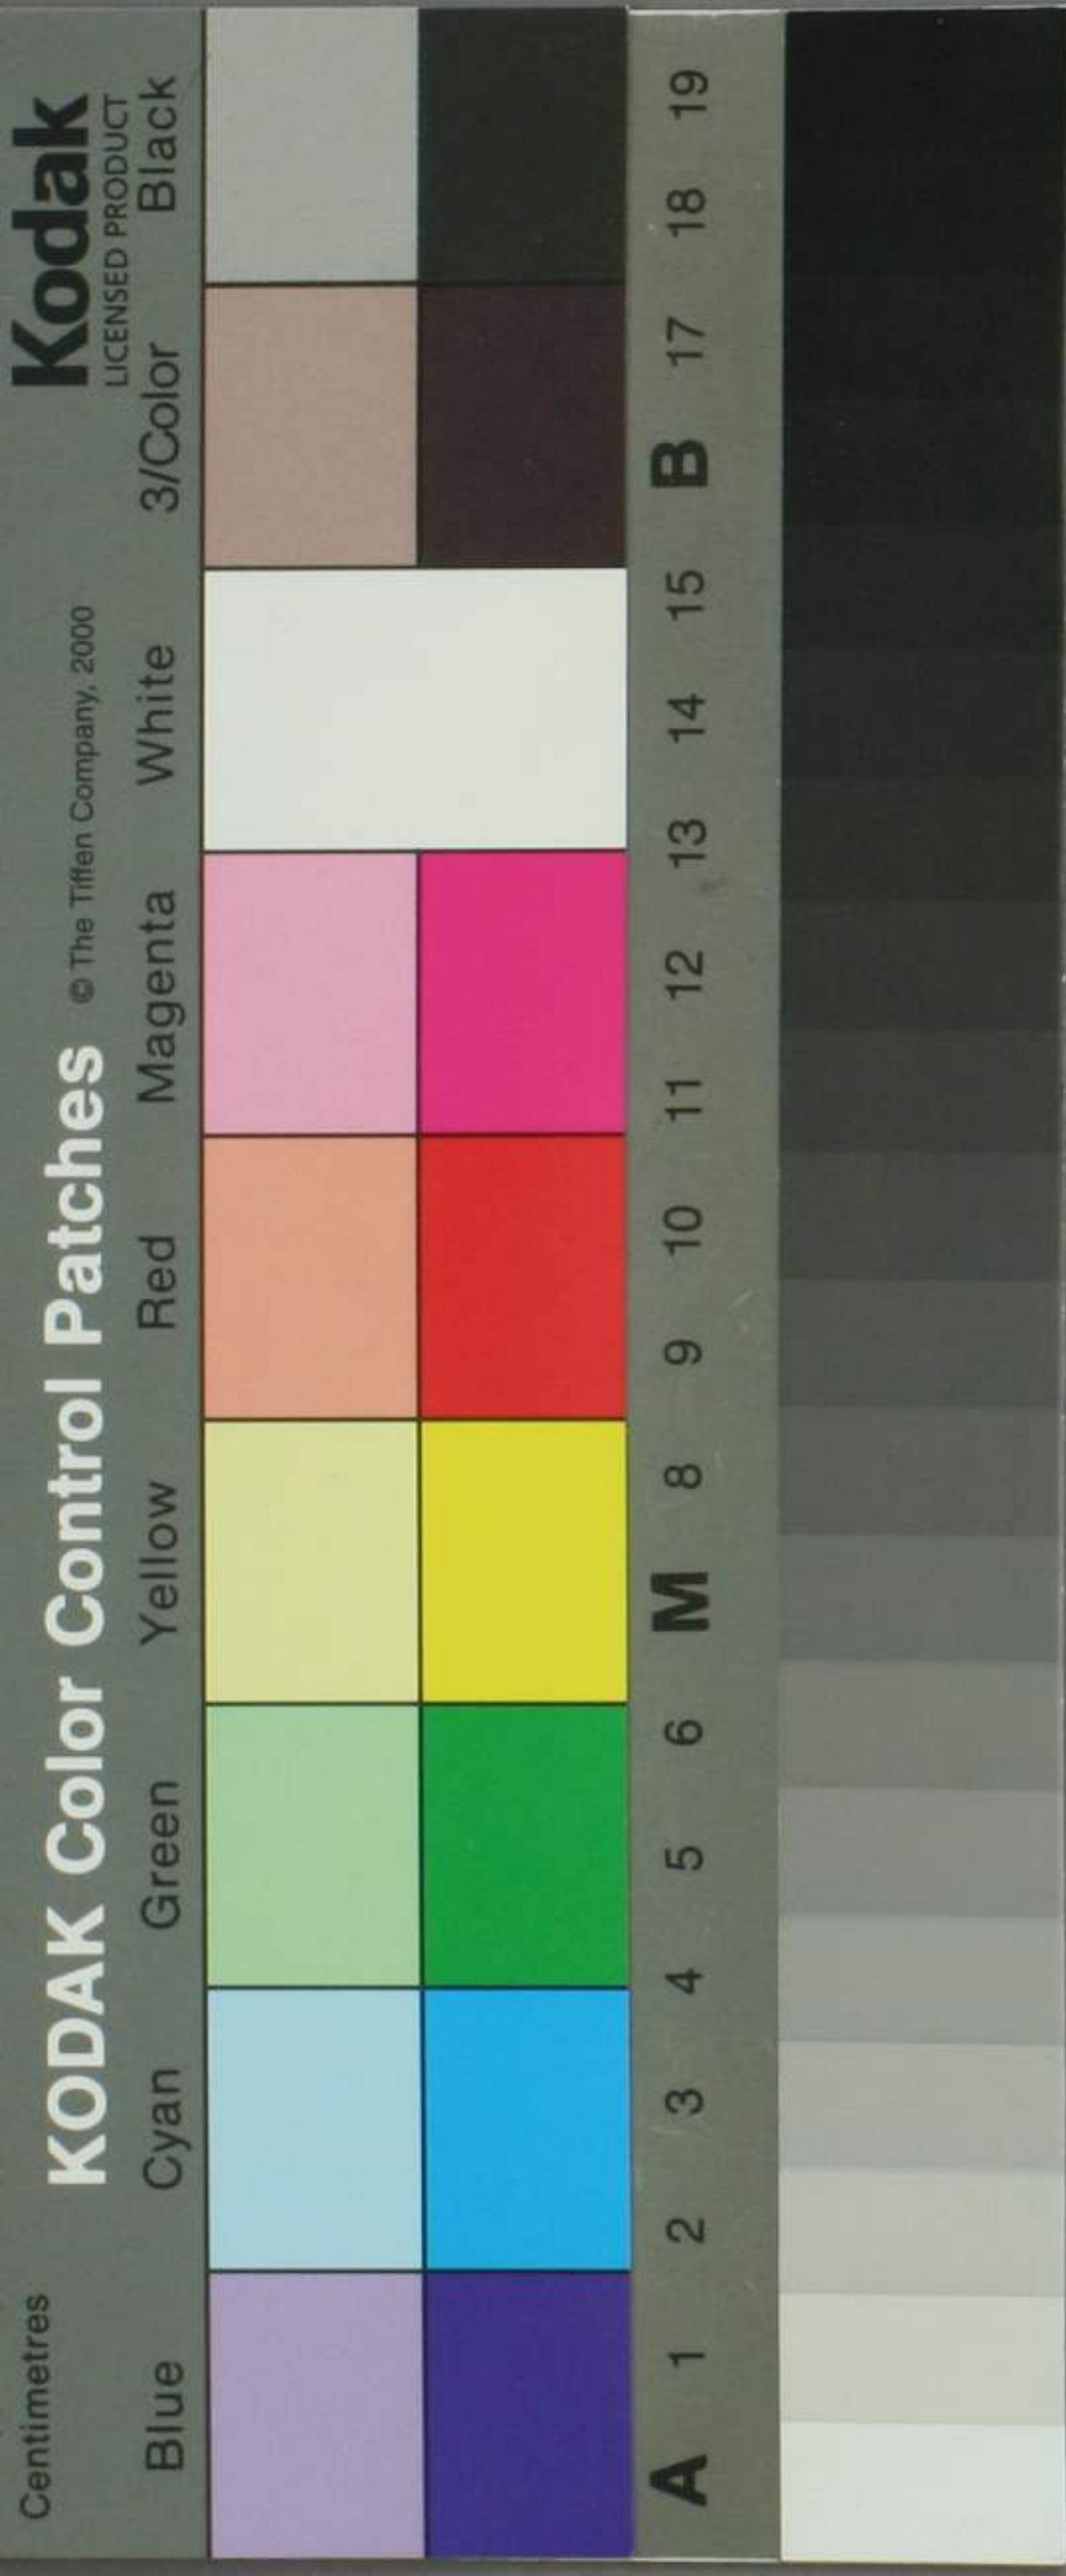 Centimetres
KODAK Color Control Patches © The Tiffen Company, 2000
Kodak
LICENSED PRODUCT
Blue Cyan Green Yellow Red Magenta White 3/Color Black
A 1 2 3 4 5 6 M 8 9 10 11 12 13 14 15 B 17 18 19